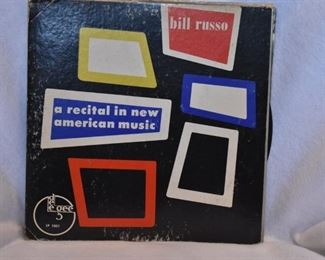 bill russo
a recital in new
american music
dee gee